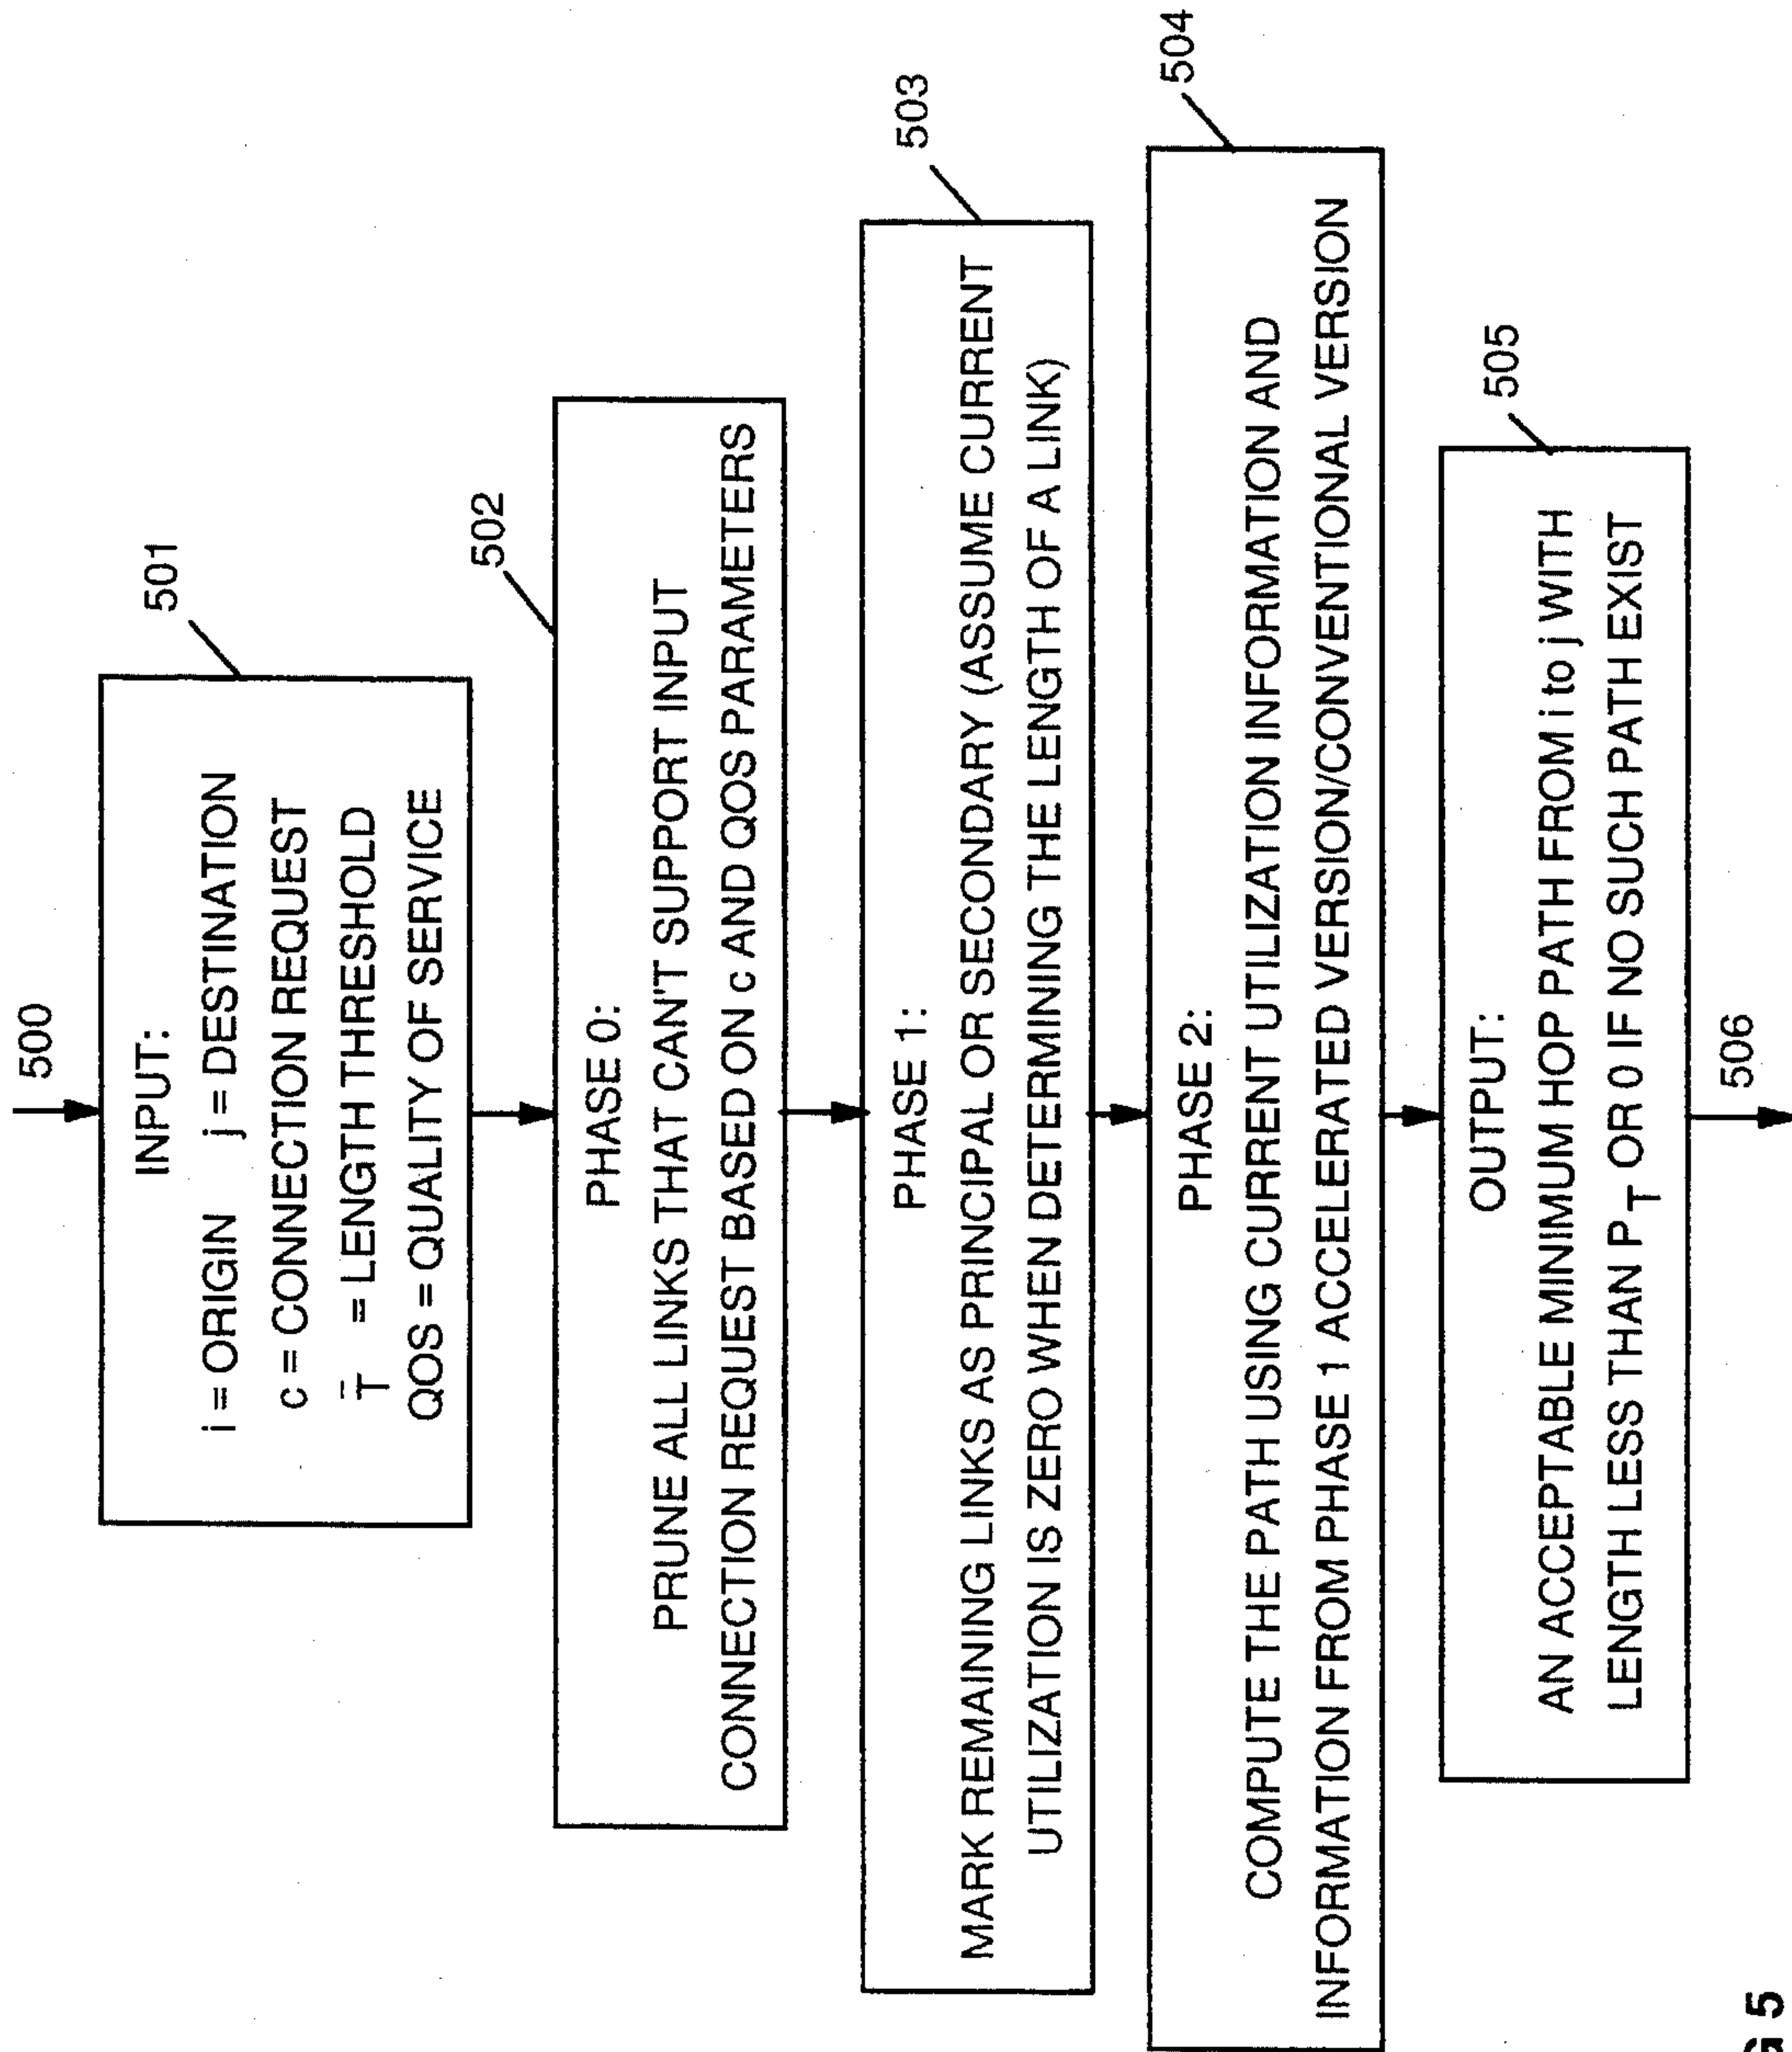 500
501
INPUT:
i = ORIGIN j = DESTINATION
c = CONNECTION REQUEST
T̄ = LENGTH THRESHOLD
QOS = QUALITY OF SERVICE
502
PHASE 0:
PRUNE ALL LINKS THAT CAN'T SUPPORT INPUT
CONNECTION REQUEST BASED ON c AND QOS PARAMETERS
503
PHASE 1:
MARK REMAINING LINKS AS PRINCIPAL OR SECONDARY (ASSUME CURRENT
UTILIZATION IS ZERO WHEN DETERMINING THE LENGTH OF A LINK)
504
PHASE 2:
COMPUTE THE PATH USING CURRENT UTILIZATION INFORMATION AND
INFORMATION FROM PHASE 1 ACCELERATED VERSION/CONVENTIONAL VERSION
505
OUTPUT:
AN ACCEPTABLE MINIMUM HOP PATH FROM i to j WITH
LENGTH LESS THAN P_T OR 0 IF NO SUCH PATH EXIST
506
G 5